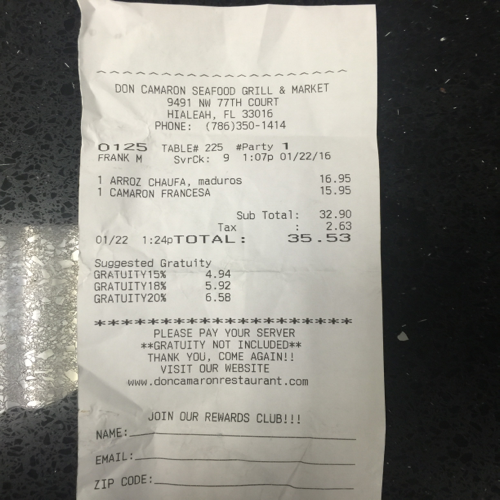 DON CAMARON SEAFOOD GRILL & MARKET
9491 NW 77TH COURT
HIALEAH, FL 33016
PHONE: (786)350-1414
0125 TABLE# 225 #Party 1
FRANK M SvrCk: 9 1:07p 01/22/16
1 ARROZ CHAUFA, maduros 16.95
1 CAMARON FRANCESA 15.95
Sub Total: 32.90
Tax : 2.63
01/22 1:24p TOTAL: 35.53
Suggested Gratuity
GRATUITY15% 4.94
GRATUITY18% 5.92
GRATUITY20% 6.58
*****************************
PLEASE PAY YOUR SERVER
**GRATUITY NOT INCLUDED**
THANK YOU, COME AGAIN!!
VISIT OUR WEBSITE
www.doncamaronrestaurant.com
JOIN OUR REWARDS CLUB!!!
NAME:
EMAIL:
ZIP CODE: